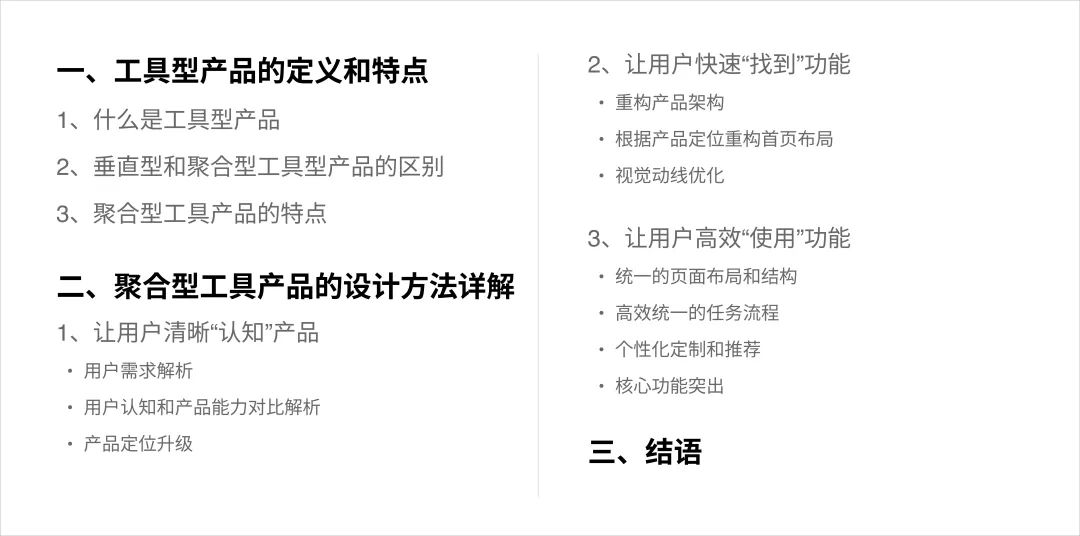 一、工具型产品的定义和特点
1、什么是工具型产品
2、垂直型和聚合型工具型产品的区别
3、聚合型工具产品的特点
二、聚合型工具产品的设计方法详解
1、让用户清晰“认知”产品
• 用户需求解析
• 用户认知和产品能力对比解析
• 产品定位升级
2、让用户快速“找到”功能
• 重构产品架构
• 根据产品定位重构首页布局
• 视觉动线优化
3、让用户高效“使用”功能
• 统一的页面布局和结构
• 高效统一的任务流程
• 个性化定制和推荐
• 核心功能突出
三、结语